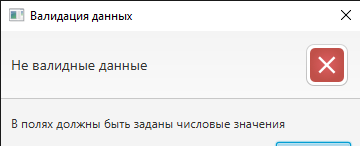 Валидация данных
Не валидные данные
В полях должны быть заданы числовые значения